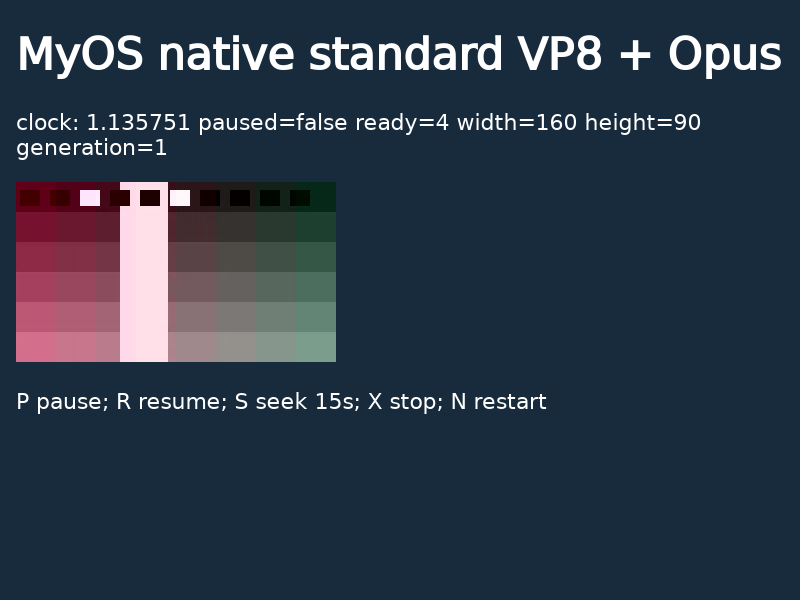 MyOS native standard VP8 + Opus
clock: 1.135751 paused=false ready=4 width=160 height=90
generation=1
P pause; R resume; S seek 15s; X stop; N restart